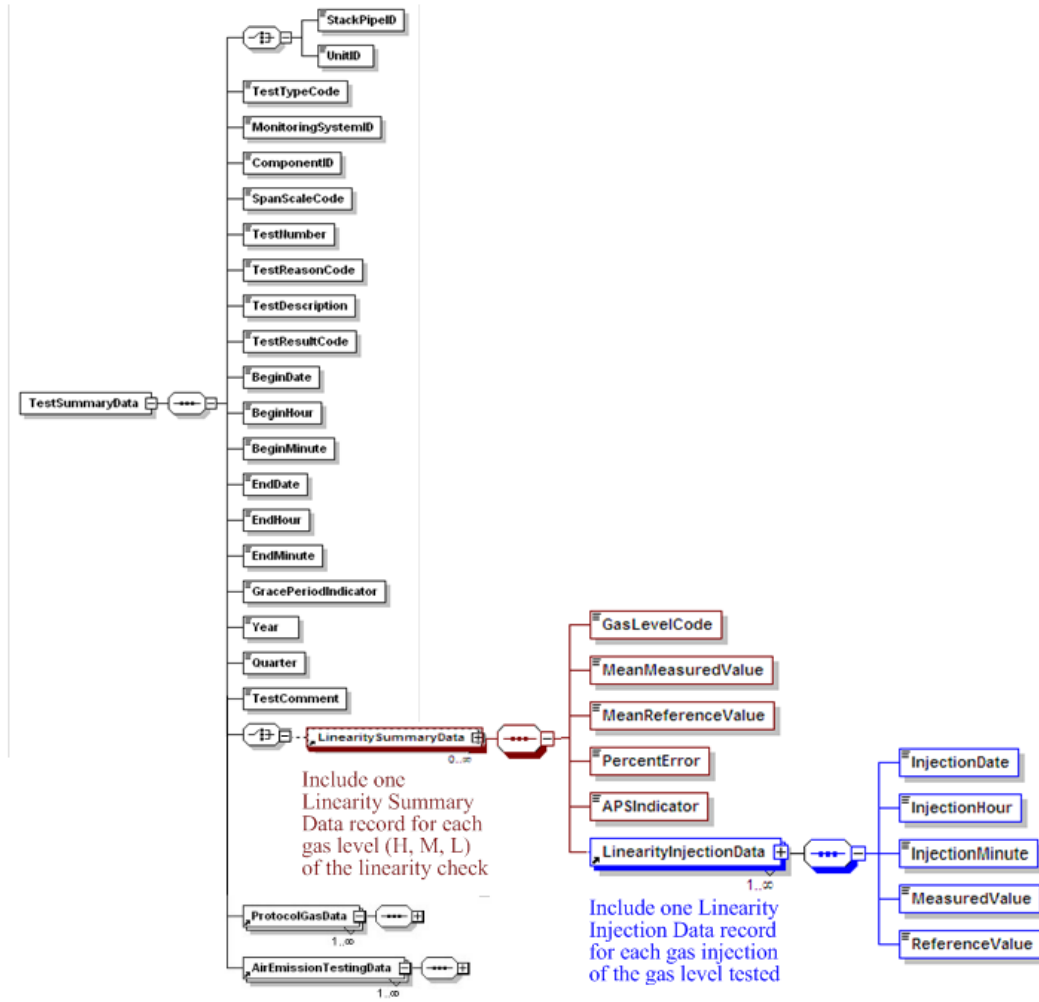 StackPipeID
UnitID
TestTypeCode
MonitoringSystemID
ComponentID
SpanScaleCode
TestNumber
TestReasonCode
TestDescription
TestResultCode
BeginDate
TestSummaryData
BeginHour
BeginMinute
EndDate
EndHour
EndMinute
GracePeriodIndicator
Year
Quarter
TestComment
LinearitySummaryData
0..∞
Include one
Linearity Summary
Data record for each
gas level (H, M, L)
of the linearity check
GasLevelCode
MeanMeasuredValue
MeanReferenceValue
PercentError
APSIndicator
LinearityInjectionData
1..∞
Include one Linearity
Injection Data record
for each gas injection
of the gas level tested
InjectionDate
InjectionHour
InjectionMinute
MeasuredValue
ReferenceValue
ProtocolGasData
1..∞
AirEmissionTestingData
1..∞